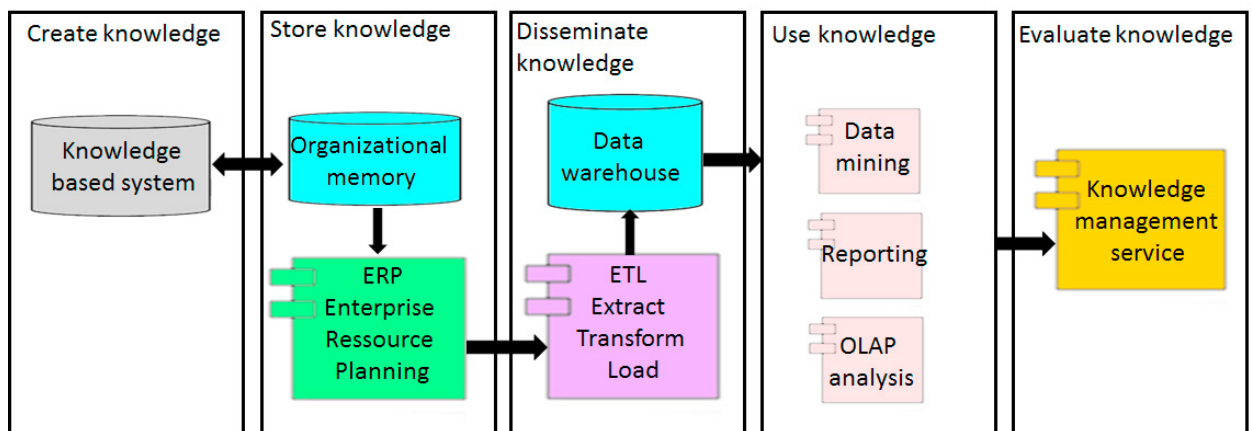 Create knowledge
Knowledge
based system
Store knowledge
Organizational
memory
ERP
Enterprise
Ressource
Planning
Disseminate
knowledge
Data
warehouse
ETL
Extract
Transform
Load
Use knowledge
Data
mining
Reporting
OLAP
analysis
Evaluate knowledge
Knowledge
management
service